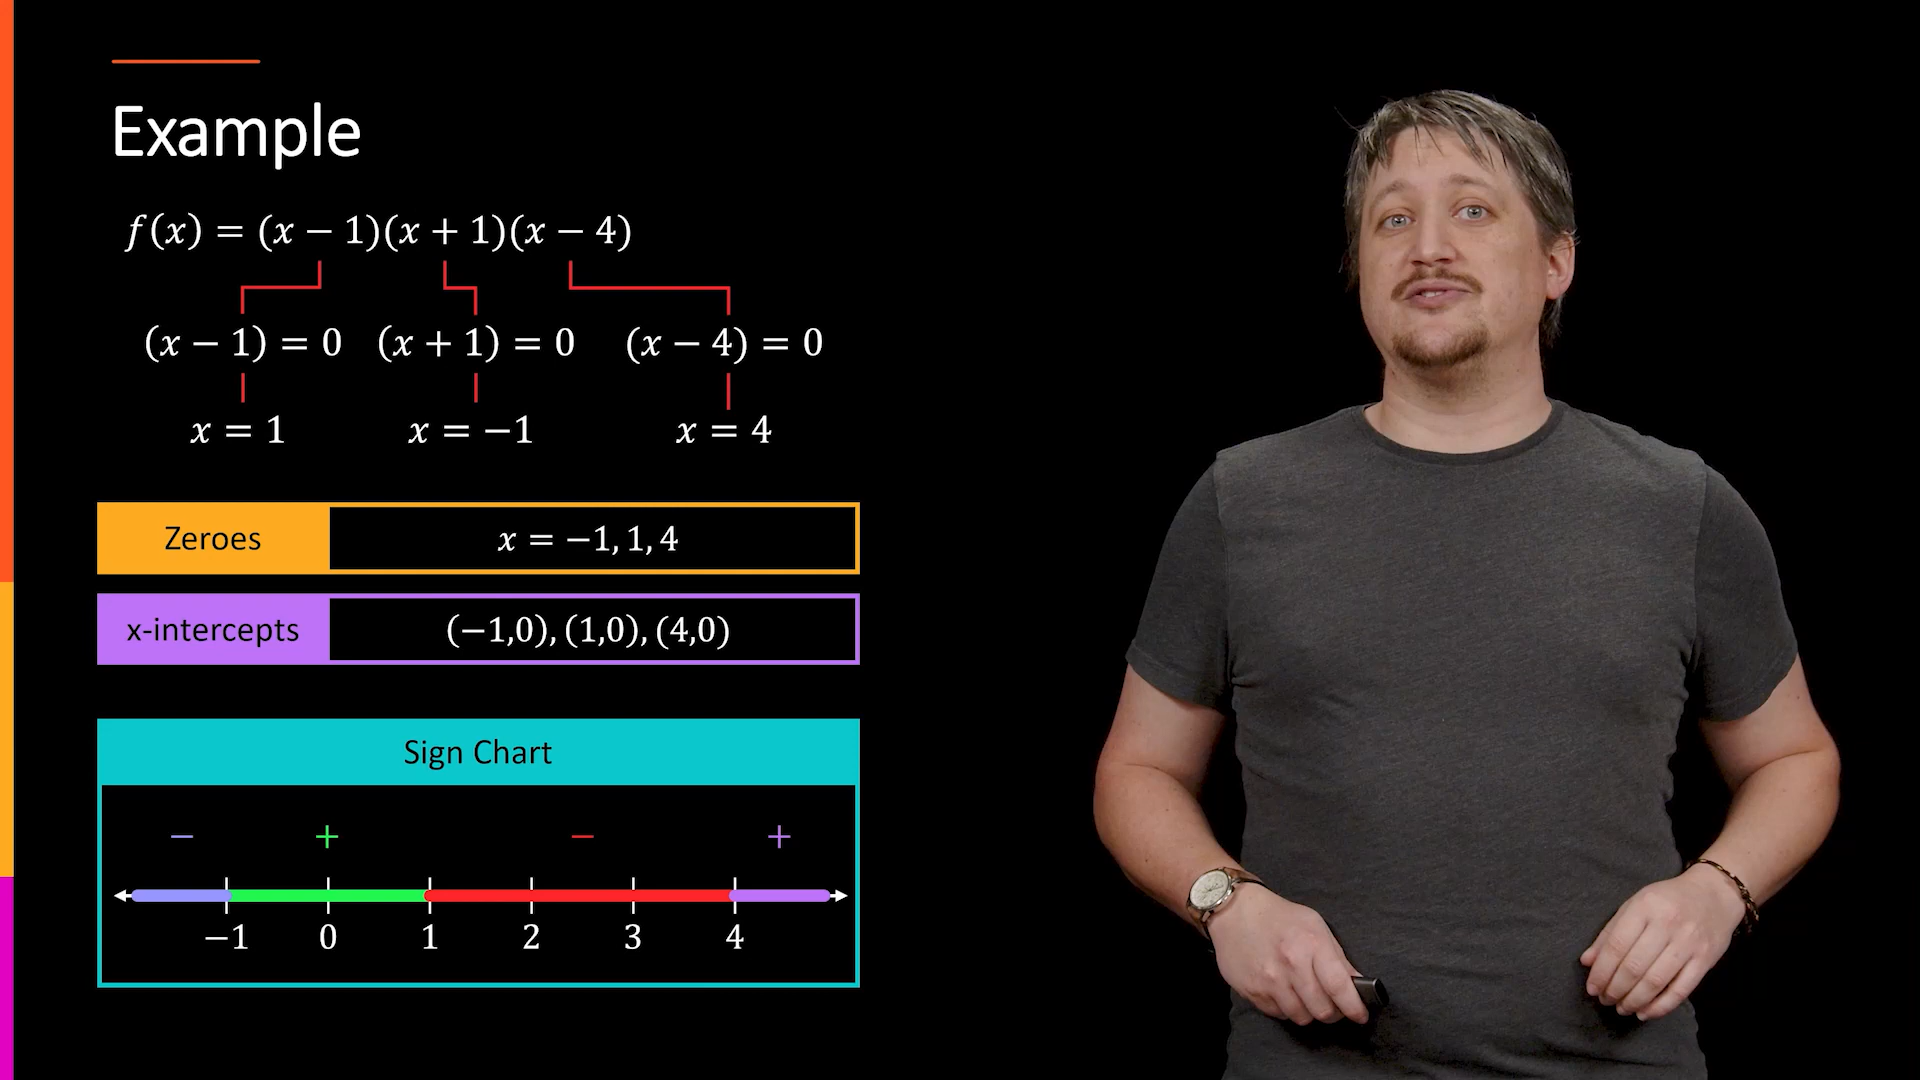 Example
f(x) = (x − 1)(x + 1)(x − 4)
(x − 1) = 0 (x + 1) = 0 (x − 4) = 0
x = 1 x = −1 x = 4
Zeroes x = −1, 1, 4
x-intercepts (−1,0), (1,0), (4,0)
Sign Chart
− + − +
−1 0 1 2 3 4